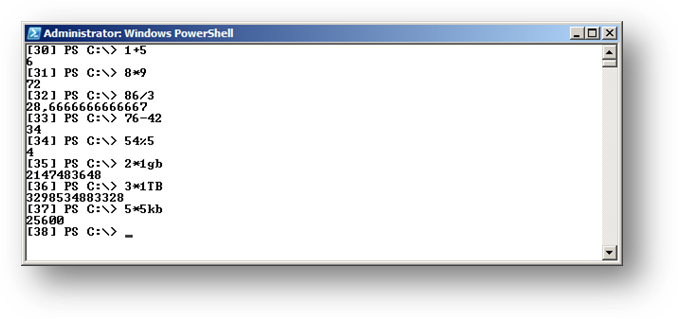 Administrator: Windows PowerShell
[30] PS C:\> 1+5
6
[31] PS C:\> 8*9
72
[32] PS C:\> 86/3
28,6666666666667
[33] PS C:\> 76-42
34
[34] PS C:\> 54%5
4
[35] PS C:\> 2*1gb
2147483648
[36] PS C:\> 3*1TB
3298534883328
[37] PS C:\> 5*5kb
25600
[38] PS C:\> _